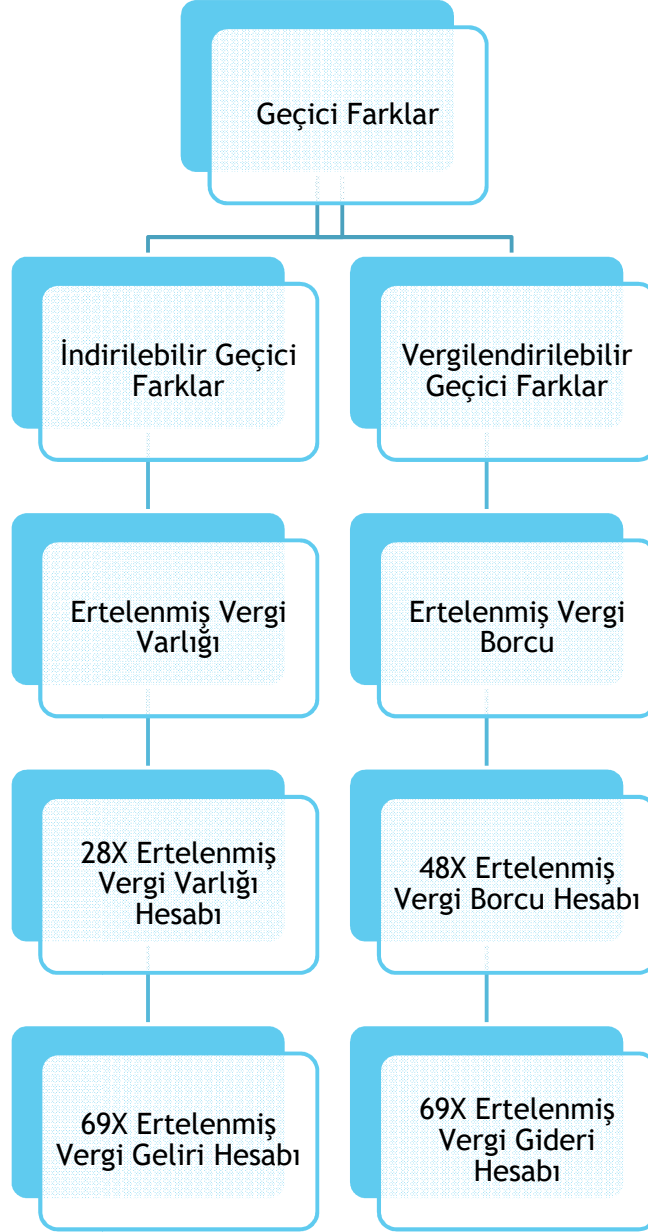 Geçici Farklar
İndirilebilir Geçici
Farklar
Vergilendirilebilir
Geçici Farklar
Ertelenmiş Vergi
Varlığı
Ertelenmiş Vergi
Borcu
28X Ertelenmiş
Vergi Varlığı
Hesabı
48X Ertelenmiş
Vergi Borcu Hesabı
69X Ertelenmiş
Vergi Geliri Hesabı
69X Ertelenmiş
Vergi Gideri
Hesabı